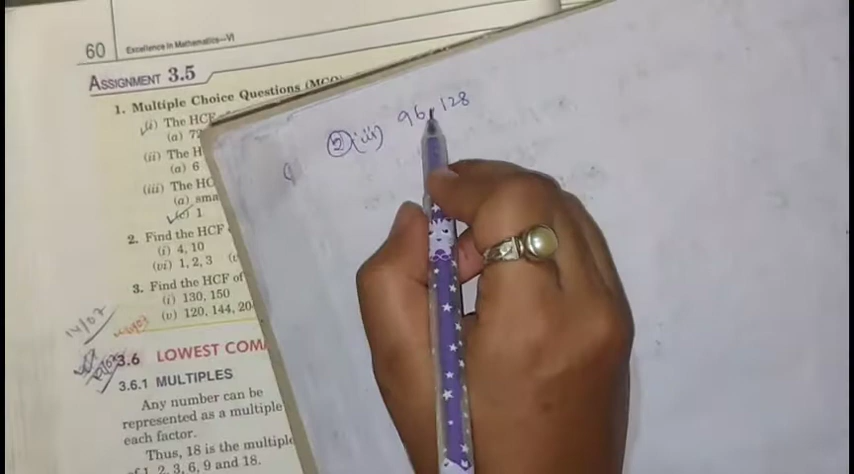 60 Excellence in Mathematics—VI
ASSIGNMENT 3.5
1. Multiple Choice Questions (MCQ
(i) The HCF
(a) 72
(ii) The H
(a) 6
(iii) The HC
(a) sma
(c) 1
2. Find the HCF
(i) 4, 10
(vi) 1, 2, 3
3. Find the HCF of
(i) 130, 150
(v) 120, 144, 20
14/07
3.6 LOWEST COM
3.6.1 MULTIPLES
Any number can be
represented as a multiple
each factor.
Thus, 18 is the multiple
of 1, 2, 3, 6, 9 and 18.
(2) (iii) 96, 128